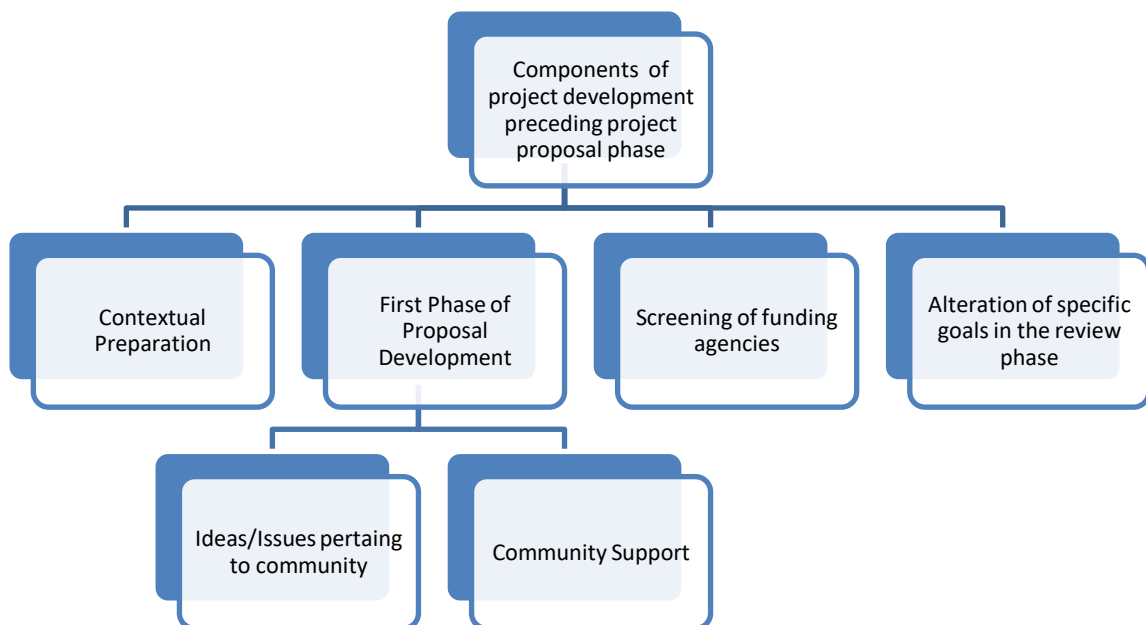 Components of
project development
preceding project
proposal phase
Contextual
Preparation
First Phase of
Proposal
Development
Screening of funding
agencies
Alteration of specific
goals in the review
phase
Ideas/Issues pertaing
to community
Community Support